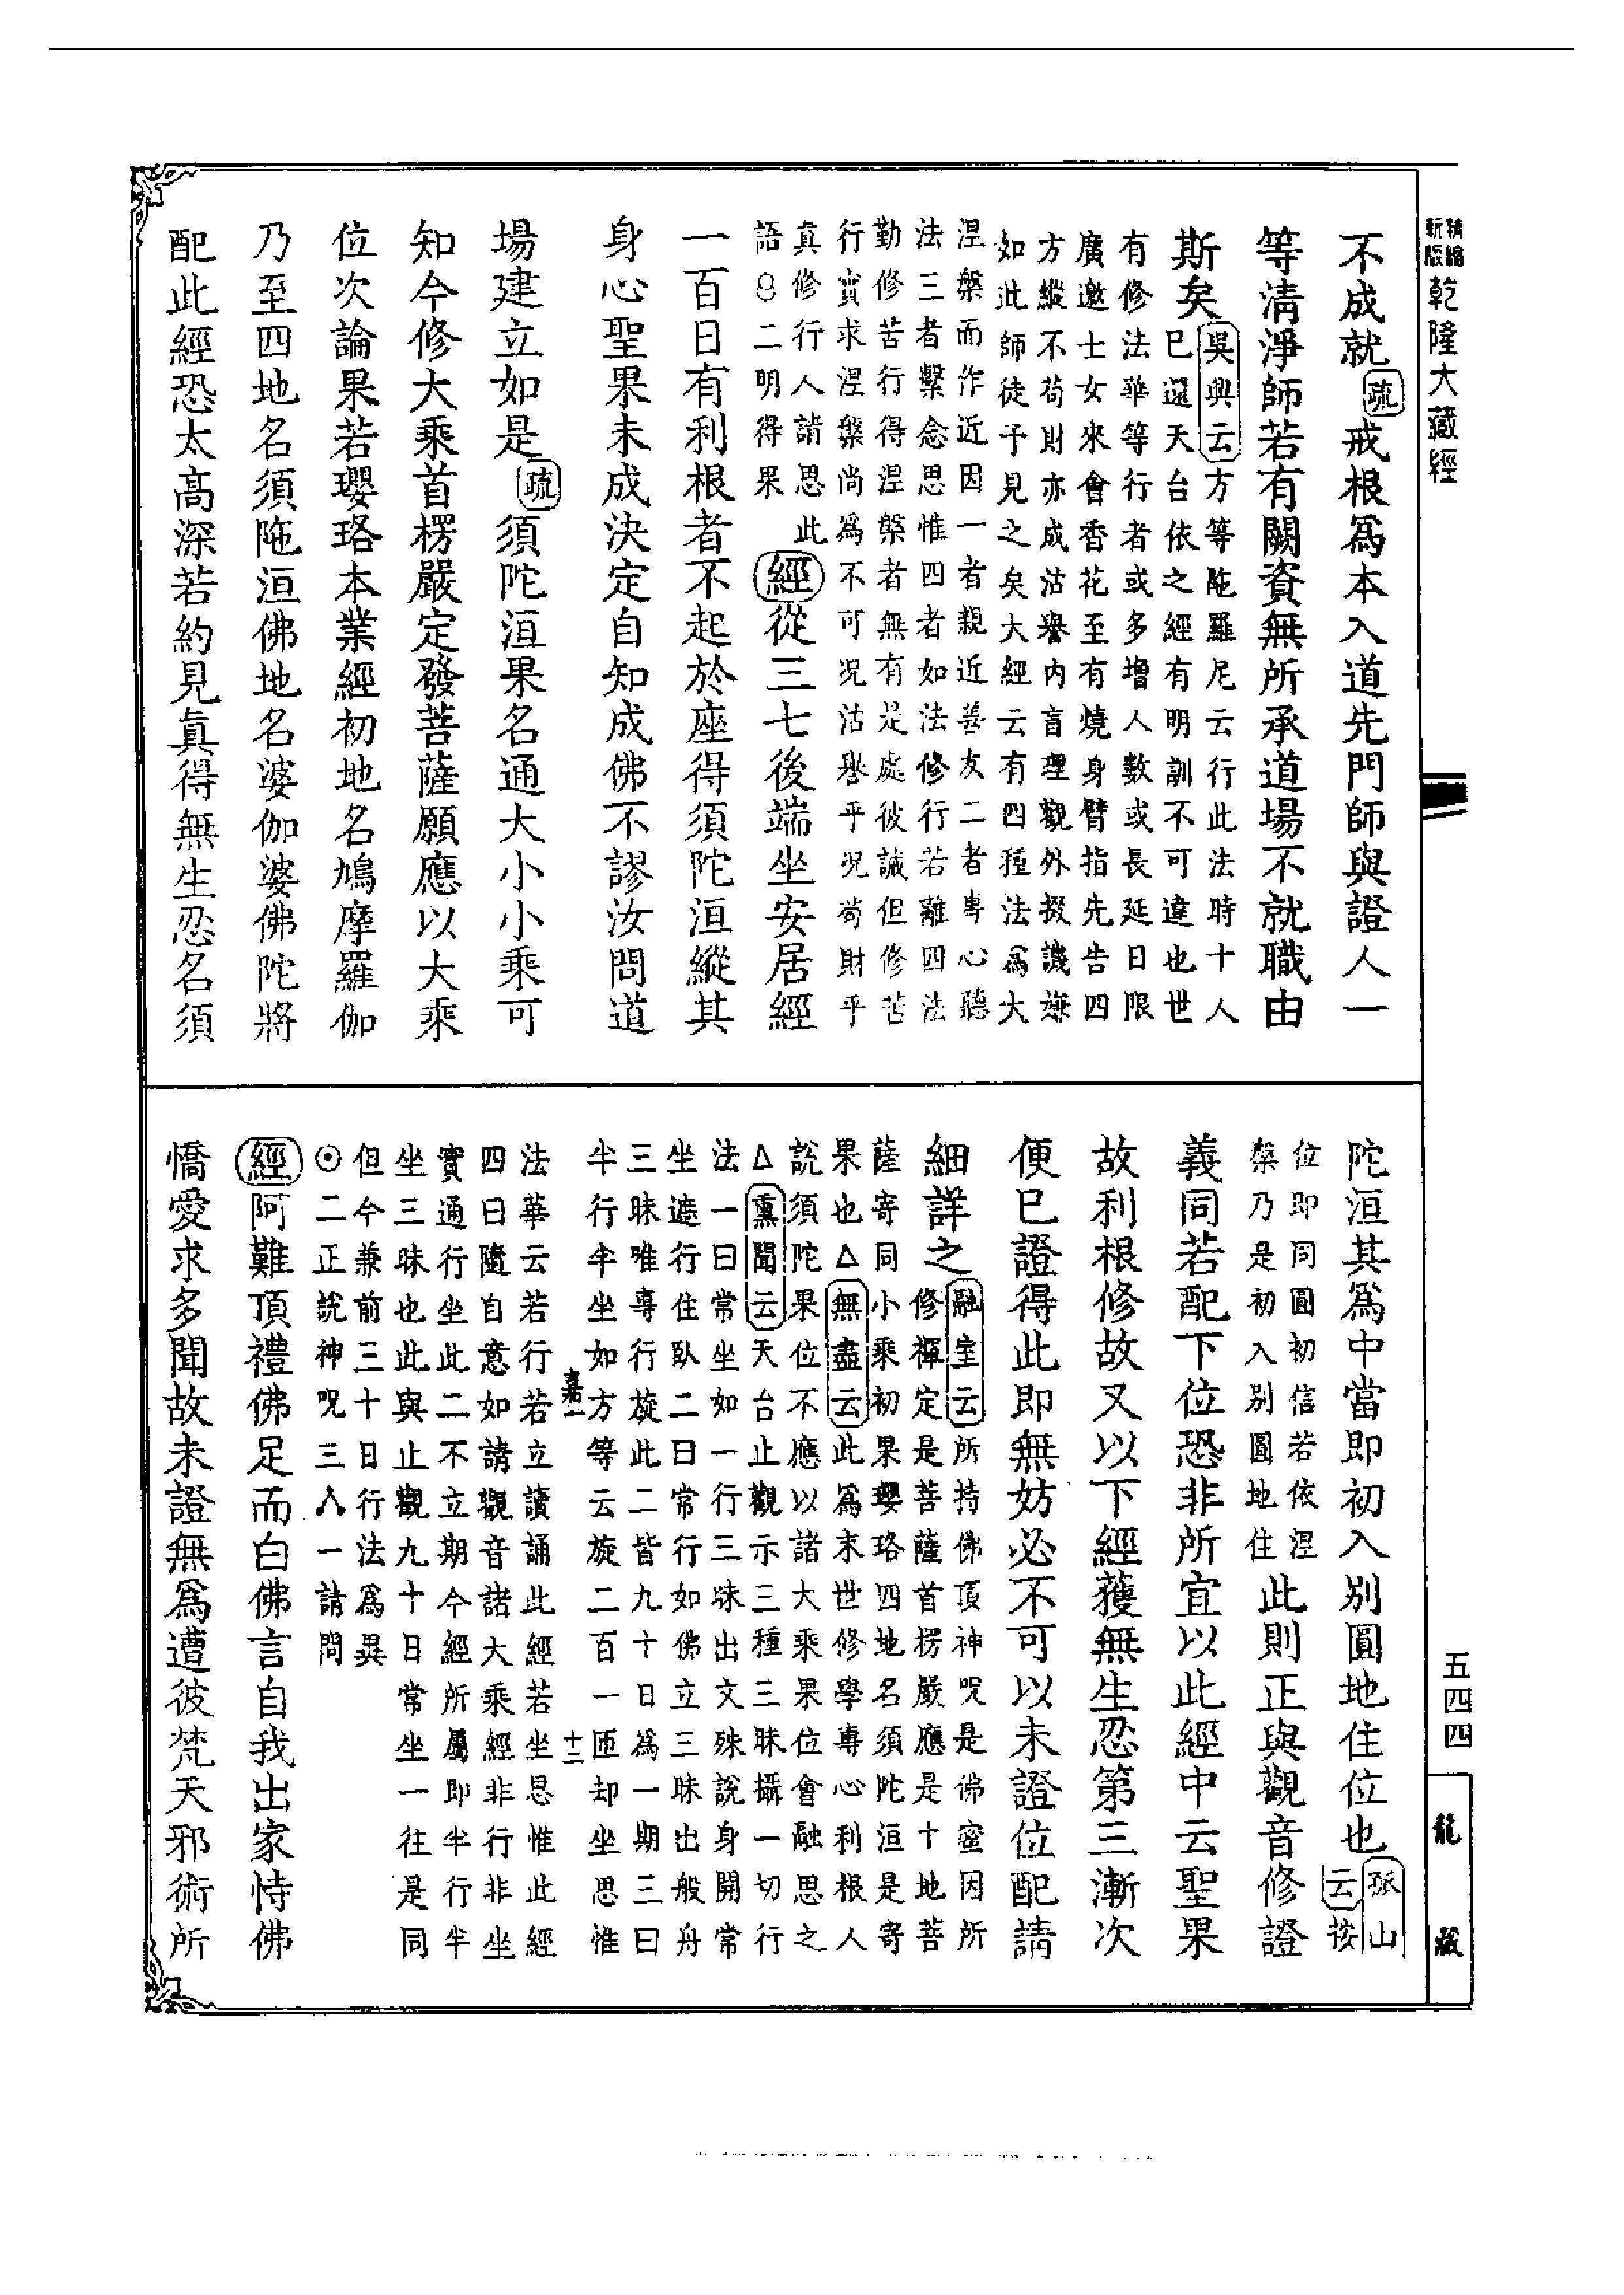 精縮
新版
乾隆大藏經
不成就疏戒根爲本入道先門師與證人一
等淸淨師若有闕資無所承道場不就職由
斯矣吳興云方等陁羅尼云行此法時十人
已還天台依之經有明訓不可違也世
有修法華等行者或多增人數或長延日限
廣邀士女來會香花至有燒身臂指先告四
方縱不苟財亦成沽譽內盲理觀外掇譏嫌
如此師徒予見之矣大經云有四種法爲大
涅槃而作近因一者親近善友二者專心聽
法三者繫念思惟四者如法修行若離四法
勤修苦行得涅槃者無有是處彼誠但修苦
行實求涅槃尚爲不可況沽譽乎況苟財乎
真修行人請思此
語〇二明得果
經從三七後端坐安居經
一百日有利根者不起於座得須陀洹縱其
身心聖果未成決定自知成佛不謬汝問道
場建立如是疏須陀洹果名通大小小乘可
知今修大乘首楞嚴定發菩薩願應以大乘
位次論果若瓔珞本業經初地名鳩摩羅伽
乃至四地名須陁洹佛地名婆伽婆佛陀將
配此經恐太高深若約見真得無生忍名須
陀洹其爲中當即初入別圓地住位也孤山
云按
位即同圓初信若依涅
槃乃是初入別圓地住
此則正與觀音修證
義同若配下位恐非所宜以此經中云聖果
故利根修故又以下經獲無生忍第三漸次
便已證得此即無妨必不可以未證位配請
細詳之融室云所持佛頂神呪是佛密因所
修禪定是菩薩首楞嚴應是十地菩
薩寄同小乘初果瓔珞四地名須陀洹是寄
果也△無盡云此爲末世修學專心利根人
說須陀果位不應以諸大乘果位會融思之
△熏聞云天台止觀示三種三昧攝一切行
法一曰常坐如一行三昧出文殊說身開常
坐遮行住臥二曰常行如佛立三昧出般舟
三昧唯專行旋此二皆九十日爲一期三曰
半行半坐如方等云旋二百一匝却坐思惟
嘉一
十二
法華云若行若立讀誦此經若坐思惟此經
四曰隨自意如請觀音諸大乘經非行非坐
實通行坐此二不立期今經所屬即半行半
坐三昧也此與止觀九十日常坐一往是同
但今兼前三十日行法爲異
⊙二正說神呪三入一請問
經阿難頂禮佛足而白佛言自我出家恃佛
憍愛求多聞故未證無爲遭彼梵天邪術所
五四四
龍藏